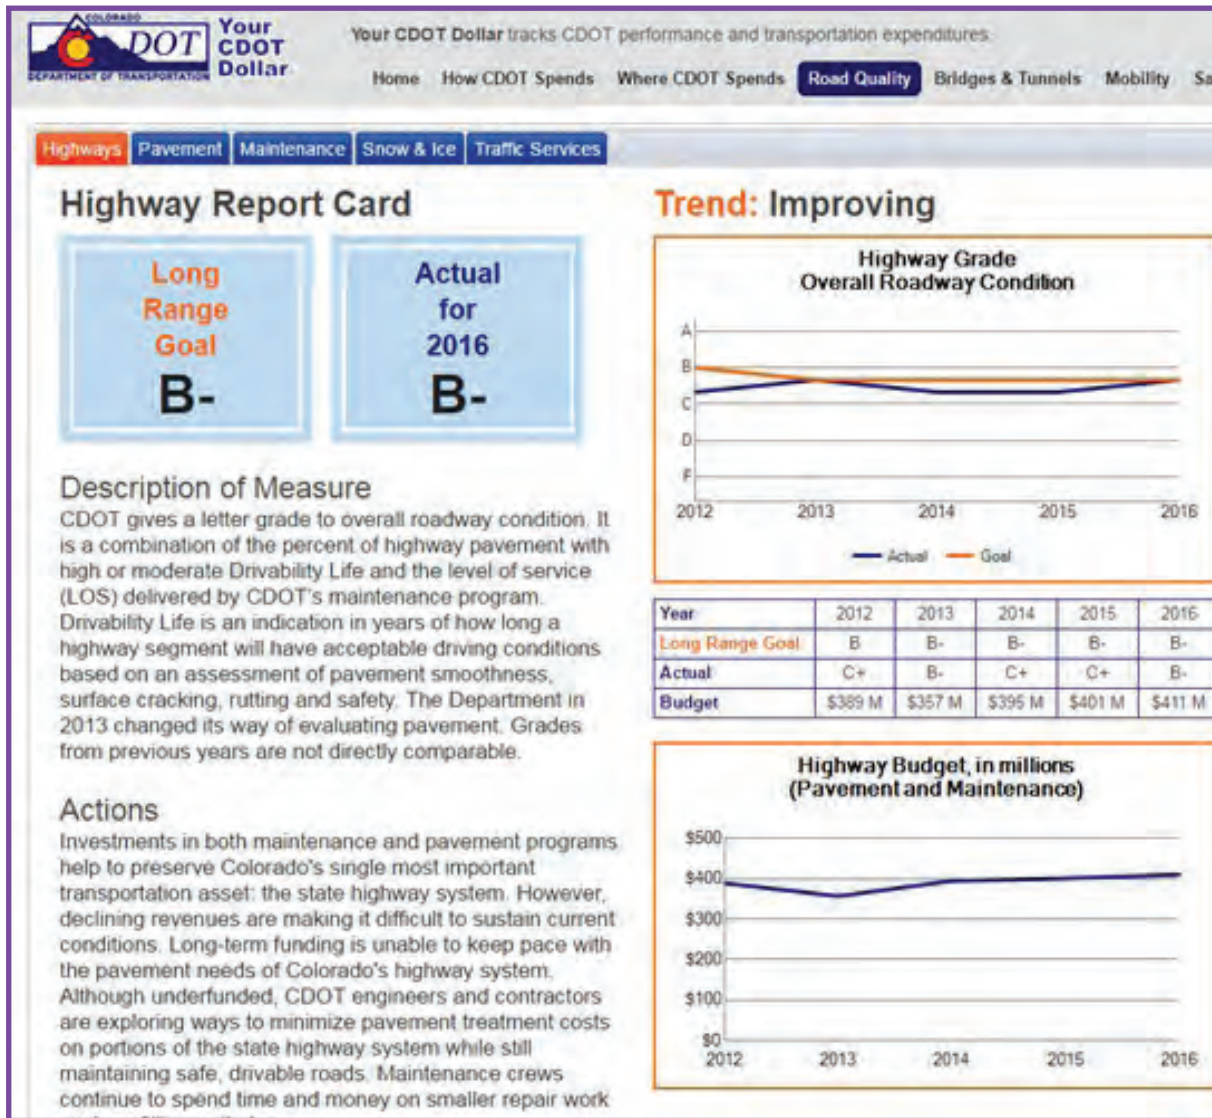 COLORADO
DOT
DEPARTMENT OF TRANSPORTATION
Your
CDOT
Dollar
Your CDOT Dollar tracks CDOT performance and transportation expenditures.
Home How CDOT Spends Where CDOT Spends Road Quality Bridges & Tunnels Mobility Sa
Highways Pavement Maintenance Snow & Ice Traffic Services
Highway Report Card
Long
Range
Goal
B-
Actual
for
2016
B-
Description of Measure
CDOT gives a letter grade to overall roadway condition. It
is a combination of the percent of highway pavement with
high or moderate Drivability Life and the level of service
(LOS) delivered by CDOT's maintenance program.
Drivability Life is an indication in years of how long a
highway segment will have acceptable driving conditions
based on an assessment of pavement smoothness,
surface cracking, rutting and safety. The Department in
2013 changed its way of evaluating pavement. Grades
from previous years are not directly comparable.
Actions
Investments in both maintenance and pavement programs
help to preserve Colorado's single most important
transportation asset: the state highway system. However,
declining revenues are making it difficult to sustain current
conditions. Long-term funding is unable to keep pace with
the pavement needs of Colorado's highway system.
Although underfunded, CDOT engineers and contractors
are exploring ways to minimize pavement treatment costs
on portions of the state highway system while still
maintaining safe, drivable roads. Maintenance crews
continue to spend time and money on smaller repair work
Trend: Improving
Highway Grade
Overall Roadway Condition
A
B
C
D
F
2012 2013 2014 2015 2016
Actual Goal
Year 2012 2013 2014 2015 2016
Long Range Goal B B- B- B- B-
Actual C+ B- C+ C+ B-
Budget $389 M $357 M $395 M $401 M $411 M
Highway Budget, in millions
(Pavement and Maintenance)
$500
$400
$300
$200
$100
$0
2012 2013 2014 2015 2016